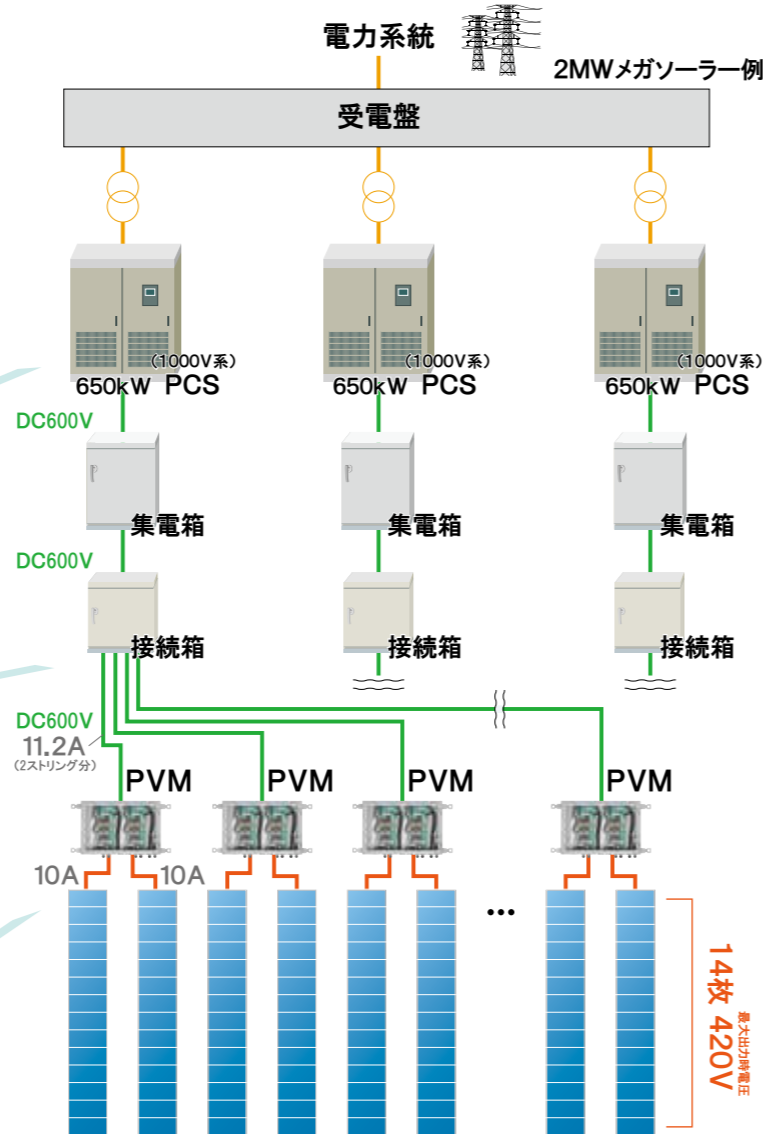 電力系統
2MWメガソーラー例
受電盤
(1000V系)
650kW PCS
(1000V系)
650kW PCS
(1000V系)
650kW PCS
DC600V
集電箱
集電箱
集電箱
DC600V
接続箱
接続箱
接続箱
DC600V
11.2A
(2ストリング分)
PVM
PVM
PVM
PVM
10A
10A
...
14枚 420V
最大出力時電圧